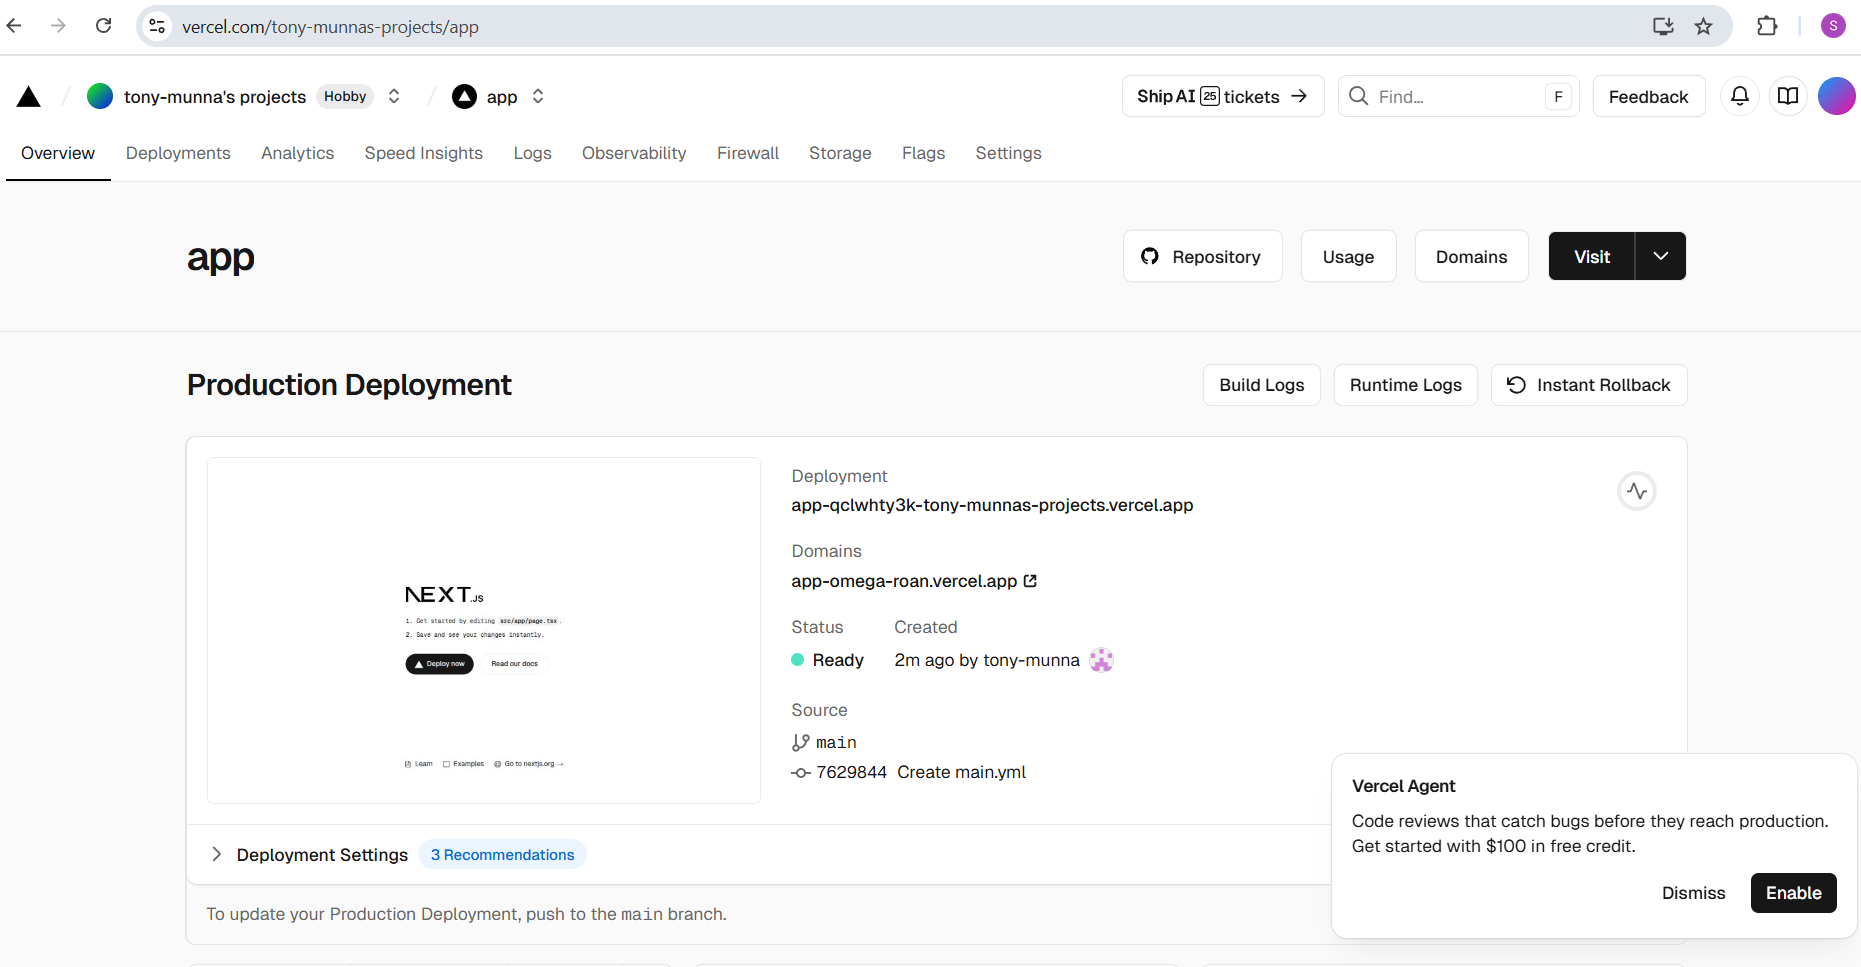 vercel.com/tony-munnas-projects/app
S
tony-munna's projects Hobby app
Ship AI 25 tickets → Find... F Feedback
Overview Deployments Analytics Speed Insights Logs Observability Firewall Storage Flags Settings
app
Repository Usage Domains Visit
Production Deployment
Build Logs Runtime Logs Instant Rollback
NEXT.JS
1. Get started by editing src/app/page.tsx.
2. Save and see your changes instantly.
Deploy now Read our docs
Learn Examples Go to nextjs.org →
Deployment
app-qclwhty3k-tony-munnas-projects.vercel.app
Domains
app-omega-roan.vercel.app
Status Created
Ready 2m ago by tony-munna
Source
main
7629844 Create main.yml
Deployment Settings 3 Recommendations
To update your Production Deployment, push to the main branch.
Vercel Agent
Code reviews that catch bugs before they reach production.
Get started with $100 in free credit.
Dismiss Enable